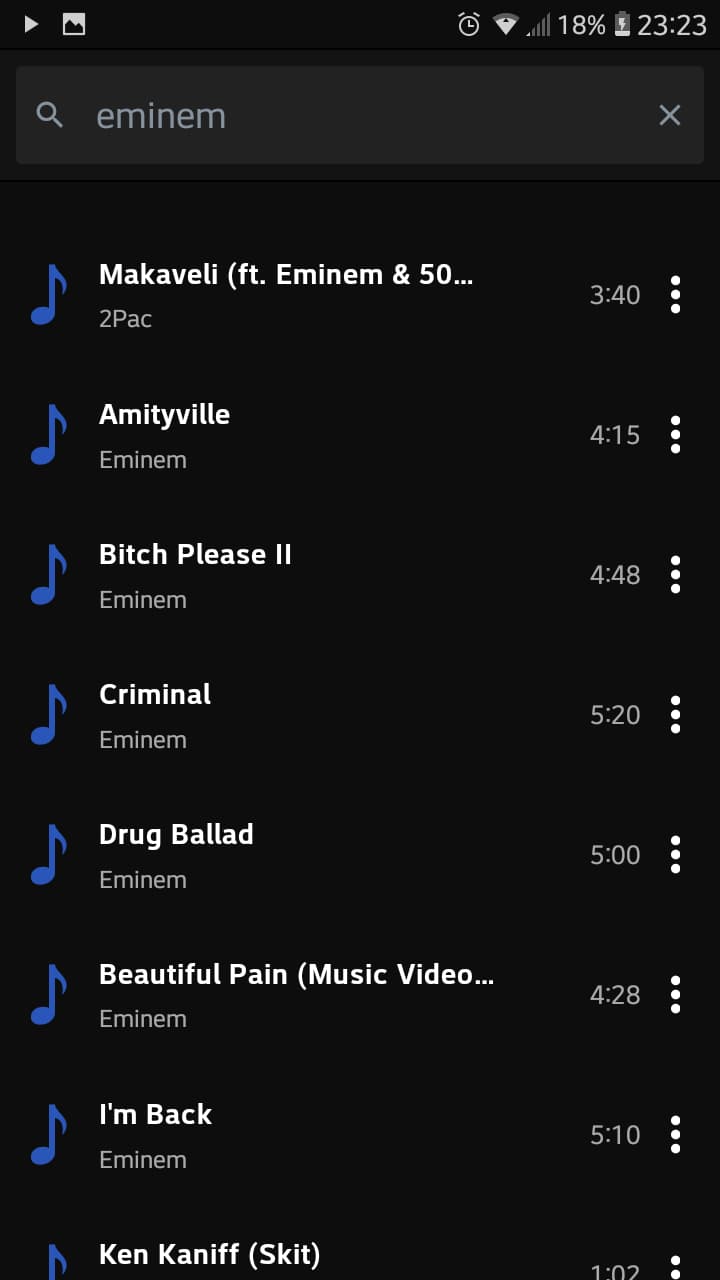 18% 23:23
eminem
Makaveli (ft. Eminem & 50...
2Pac
3:40
Amityville
Eminem
4:15
Bitch Please II
Eminem
4:48
Criminal
Eminem
5:20
Drug Ballad
Eminem
5:00
Beautiful Pain (Music Video...
Eminem
4:28
I'm Back
Eminem
5:10
Ken Kaniff (Skit)
1:02